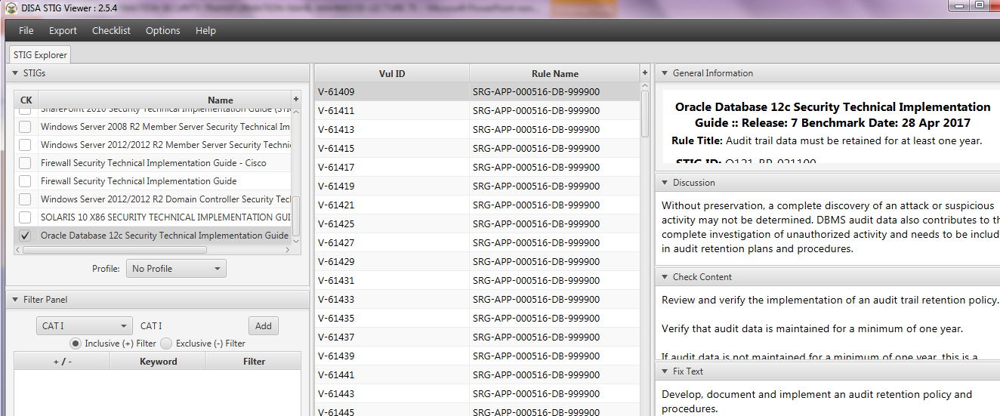 DISA STIG Viewer : 2.5.4
File Export Checklist Options Help
STIG Explorer
STIGs
CK Name +
SharePoint 2010 Security Technical Implementation Guide (STI
Windows Server 2008 R2 Member Server Security Technical Im
Windows Server 2012/2012 R2 Member Server Security Technic
Firewall Security Technical Implementation Guide - Cisco
Firewall Security Technical Implementation Guide
Windows Server 2012/2012 R2 Domain Controller Security Tecl
SOLARIS 10 X86 SECURITY TECHNICAL IMPLEMENTATION GUI
Oracle Database 12c Security Technical Implementation Guide
Profile: No Profile
Filter Panel
CAT I CAT I Add
Inclusive (+) Filter Exclusive (-) Filter
+ / - Keyword Filter
Vul ID Rule Name +
V-61409 SRG-APP-000516-DB-999900
V-61411 SRG-APP-000516-DB-999900
V-61413 SRG-APP-000516-DB-999900
V-61415 SRG-APP-000516-DB-999900
V-61417 SRG-APP-000516-DB-999900
V-61419 SRG-APP-000516-DB-999900
V-61421 SRG-APP-000516-DB-999900
V-61425 SRG-APP-000516-DB-999900
V-61427 SRG-APP-000516-DB-999900
V-61429 SRG-APP-000516-DB-999900
V-61431 SRG-APP-000516-DB-999900
V-61433 SRG-APP-000516-DB-999900
V-61435 SRG-APP-000516-DB-999900
V-61437 SRG-APP-000516-DB-999900
V-61439 SRG-APP-000516-DB-999900
V-61441 SRG-APP-000516-DB-999900
V-61443 SRG-APP-000516-DB-999900
V-61445 SRG-APP-000516-DB-999900
General Information
Oracle Database 12c Security Technical Implementation
Guide :: Release: 7 Benchmark Date: 28 Apr 2017
Rule Title: Audit trail data must be retained for at least one year.
STIG ID: O121-BP-021100
Discussion
Without preservation, a complete discovery of an attack or suspicious
activity may not be determined. DBMS audit data also contributes to th
complete investigation of unauthorized activity and needs to be includ
in audit retention plans and procedures.
Check Content
Review and verify the implementation of an audit trail retention policy.
Verify that audit data is maintained for a minimum of one year.
If audit data is not maintained for a minimum of one year, this is a
Fix Text
Develop, document and implement an audit retention policy and
procedures.